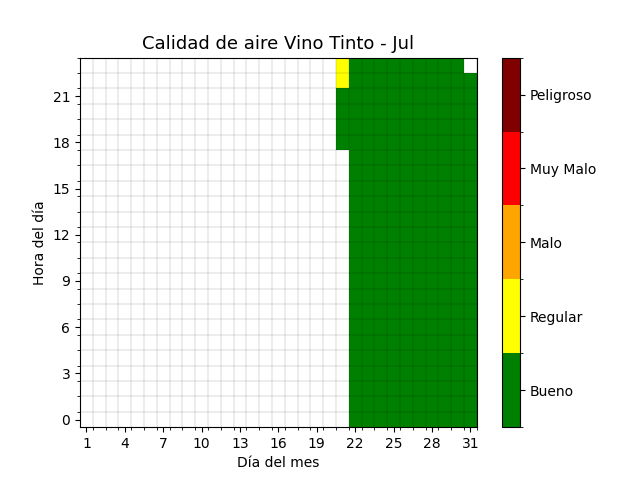 Calidad de aire Vino Tinto - Jul
Hora del día
21
18
15
12
9
6
3
0
1 4 7 10 13 16 19 22 25 28 31
Día del mes
Peligroso
Muy Malo
Malo
Regular
Bueno